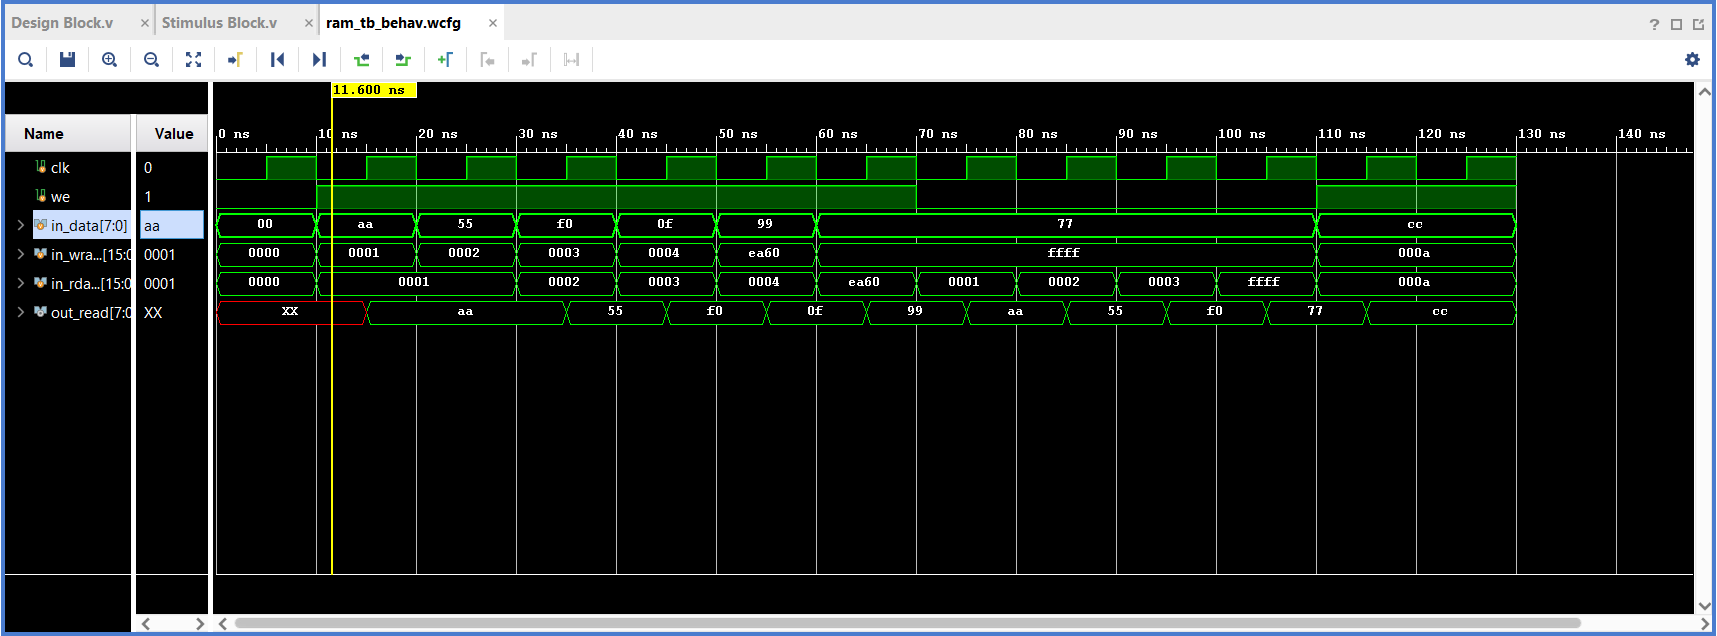 Design Block.v × Stimulus Block.v × ram_tb_behav.wcfg × ?
11.600 ns
Name Value 0 ns 10 ns 20 ns 30 ns 40 ns 50 ns 60 ns 70 ns 80 ns 90 ns 100 ns 110 ns 120 ns 130 ns 140 ns
clk 0
we 1
in_data[7:0] aa 00 aa 55 f0 0f 99 77 cc
in_wra...[15:0 0001 0000 0001 0002 0003 0004 ea60 ffff 000a
in_rda...[15:0 0001 0000 0001 0002 0003 0004 ea60 0001 0002 0003 ffff 000a
out_read[7:0 XX XX aa 55 f0 0f 99 aa 55 f0 77 cc